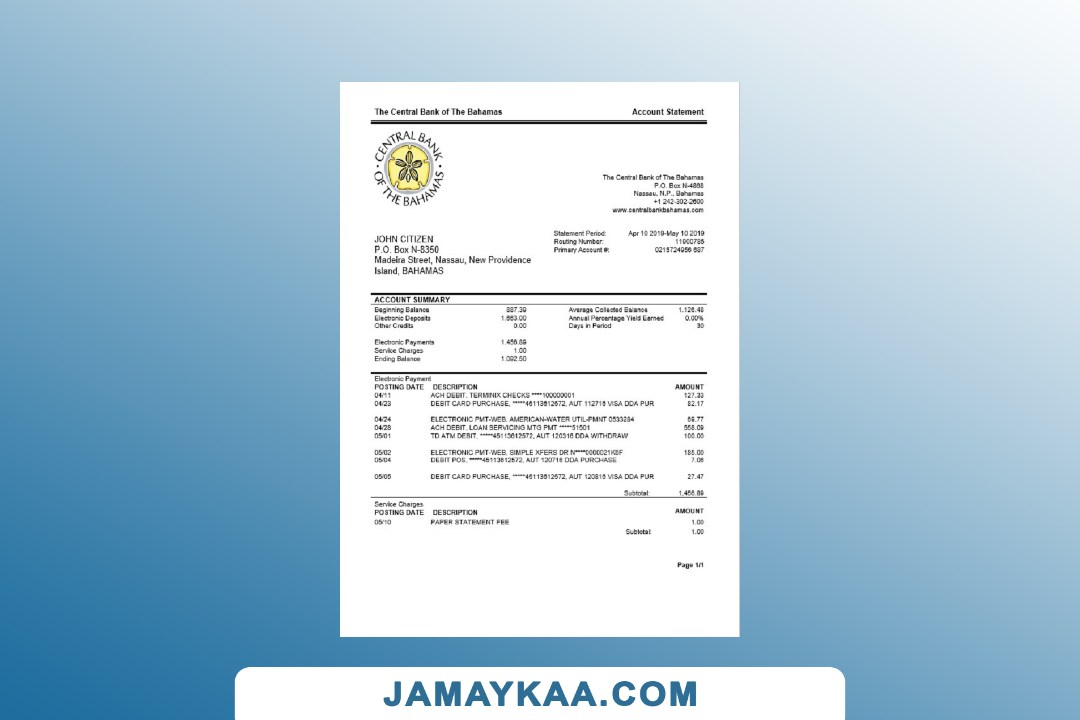 The Central Bank of The Bahamas Account Statement
CENTRAL BANK OF THE BAHAMAS
The Central Bank of The Bahamas
P.O. Box N-4868
Nassau, N.P., Bahamas
+1 242-302-2600
www.centralbankbahamas.com
Statement Period: Apr 10 2019-May 10 2019
Routing Number: 11900785
Primary Account #: 0218724956 687
JOHN CITIZEN
P.O. Box N-8350
Madeira Street, Nassau, New Providence
Island, BAHAMAS
ACCOUNT SUMMARY
Beginning Balance 887.39 Average Collected Balance 1,126.48
Electronic Deposits 1,663.00 Annual Percentage Yield Earned 0.00%
Other Credits 0.00 Days in Period 30
Electronic Payments 1,456.89
Service Charges 1.00
Ending Balance 1,092.50
Electronic Payment
POSTING DATE DESCRIPTION AMOUNT
04/11 ACH DEBIT, TERMINIX CHECKS ****100000001 127.33
04/23 DEBIT CARD PURCHASE, *****45113612572, AUT 112716 VISA DDA PUR 82.17
04/24 ELECTRONIC PMT-WEB, AMERICAN-WATER UTIL-PMNT 0533284 69.77
04/28 ACH DEBIT, LOAN SERVICING MTG PMT *****51501 558.09
05/01 TD ATM DEBIT, *****45113612572, AUT 120316 DDA WITHDRAW 100.00
05/02 ELECTRONIC PMT-WEB, SIMPLE XFERS DR N****0000021K8F 185.00
05/04 DEBIT POS, *****45113612572, AUT 120716 DDA PURCHASE 7.06
05/05 DEBIT CARD PURCHASE, *****45113612572, AUT 120816 VISA DDA PUR 27.47
Subtotal: 1,456.89
Service Charges
POSTING DATE DESCRIPTION AMOUNT
05/10 PAPER STATEMENT FEE 1.00
Subtotal: 1.00
Page 1/1
JAMAYKAA.COM